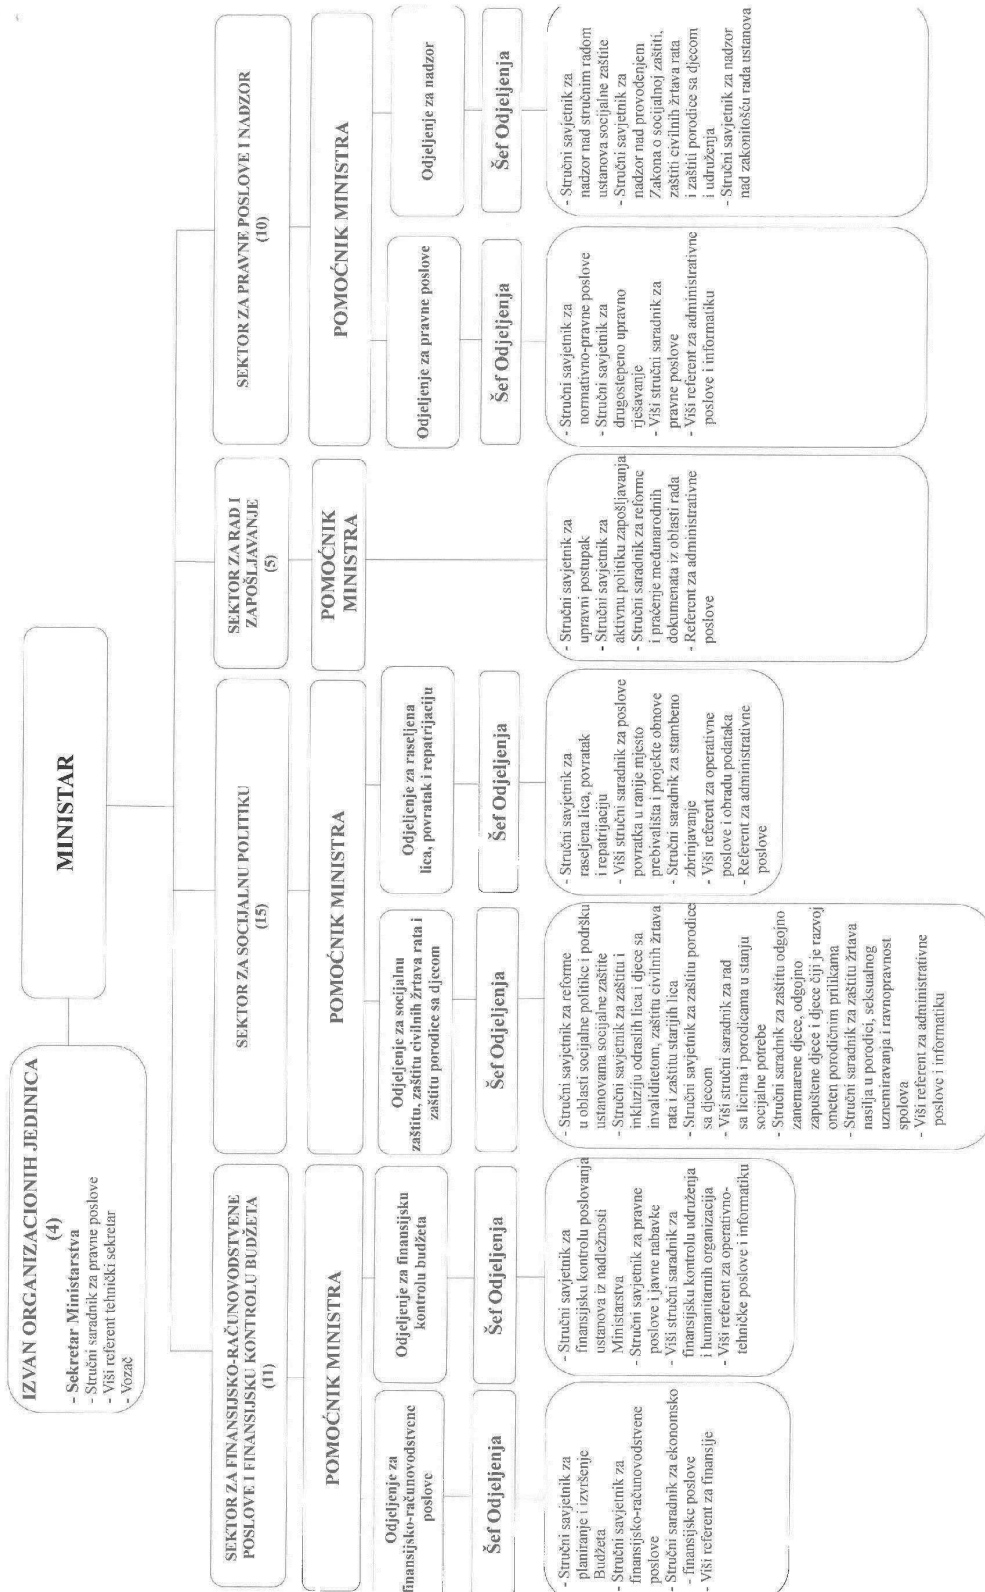 MINISTAR
IZVAN ORGANIZACIONIH JEDINICA
(4)
- Sekretar Ministarstva
- Stručni saradnik za pravne poslove
- Viši referent tehnički sekretar
- Vozač
SEKTOR ZA FINANSIJSKO-RAČUNOVODSTVENE
POSLOVE I FINANSIJSKU KONTROLU BUDŽETA
(11)
POMOĆNIK MINISTRA
Odjeljenje za
finansijsko-računovodstvene
poslove
Šef Odjeljenja
- Stručni savjetnik za
planiranje i izvršenje
Budžeta
- Stručni savjetnik za
finansijsko-računovodstvene
poslove
- Stručni saradnik za ekonomsko
- finansijske poslove
- Viši referent za finansije
Odjeljenje za finansijsku
kontrolu budžeta
Šef Odjeljenja
- Stručni savjetnik za
finansijsku kontrolu poslovanja
ustanova iz nadležnosti
Ministarstva
- Stručni savjetnik za pravne
poslove i javne nabavke
- Viši stručni saradnik za
finansijsku kontrolu udruženja
i humanitarnih organizacija
- Viši referent za operativno-
tehničke poslove i informatiku
SEKTOR ZA SOCIJALNU POLITIKU
(15)
POMOĆNIK MINISTRA
Odjeljenje za socijalnu
zaštitu, zaštitu civilnih žrtava rata i
zaštitu porodice sa djecom
Šef Odjeljenja
- Stručni savjetnik za reforme
u oblasti socijalne politike i podršku
ustanovama socijalne zaštite
- Stručni savjetnik za zaštitu i
inkluziju odraslih lica i djece sa
invaliditetom, zaštitu civilnih žrtava
rata i zaštitu starijih lica
- Stručni savjetnik za zaštitu porodice
sa djecom
- Viši stručni saradnik za rad
sa licima i porodicama u stanju
socijalne potrebe
- Stručni saradnik za zaštitu odgojno
zanemarene djece, odgojno
zapuštene djece i djece čiji je razvoj
ometen porodičnim prilikama
- Stručni saradnik za zaštitu žrtava
nasilja u porodici, seksualnog
uznemiravanja i ravnopravnost
spolova
- Viši referent za administrativne
poslove i informatiku
Odjeljenje za raseljena
lica, povratak i repatrijaciju
Šef Odjeljenja
- Stručni savjetnik za
raseljena lica, povratak
i repatrijaciju
- Viši stručni saradnik za poslove
povratka u ranije mjesto
prebivališta i projekte obnove
- Stručni saradnik za stambeno
zbrinjavanje
- Viši referent za operativne
poslove i obradu podataka
- Referent za administrativne
poslove
SEKTOR ZA RAD I
ZAPOŠLJAVANJE
(5)
POMOĆNIK
MINISTRA
- Stručni savjetnik za
upravni postupak
- Stručni savjetnik za
aktivnu politiku zapošljavanja
- Stručni saradnik za reforme
i praćenje međunarodnih
dokumenata iz oblasti rada
- Referent za administrativne
poslove
SEKTOR ZA PRAVNE POSLOVE I NADZOR
(10)
POMOĆNIK MINISTRA
Odjeljenje za pravne poslove
Šef Odjeljenja
- Stručni savjetnik za
normativno-pravne poslove
- Stručni savjetnik za
drugostepeno upravno
rješavanje
- Viši stručni saradnik za
pravne poslove
- Viši referent za administrativne
poslove i informatiku
Odjeljenje za nadzor
Šef Odjeljenja
- Stručni savjetnik za
nadzor nad stručnim radom
ustanova socijalne zaštite
- Stručni savjetnik za
nadzor nad provođenjem
Zakona o socijalnoj zaštiti,
zaštiti civilnih žrtava rata
i zaštiti porodice sa djecom
i udruženja
- Stručni savjetnik za nadzor
nad zakonitošću rada ustanova